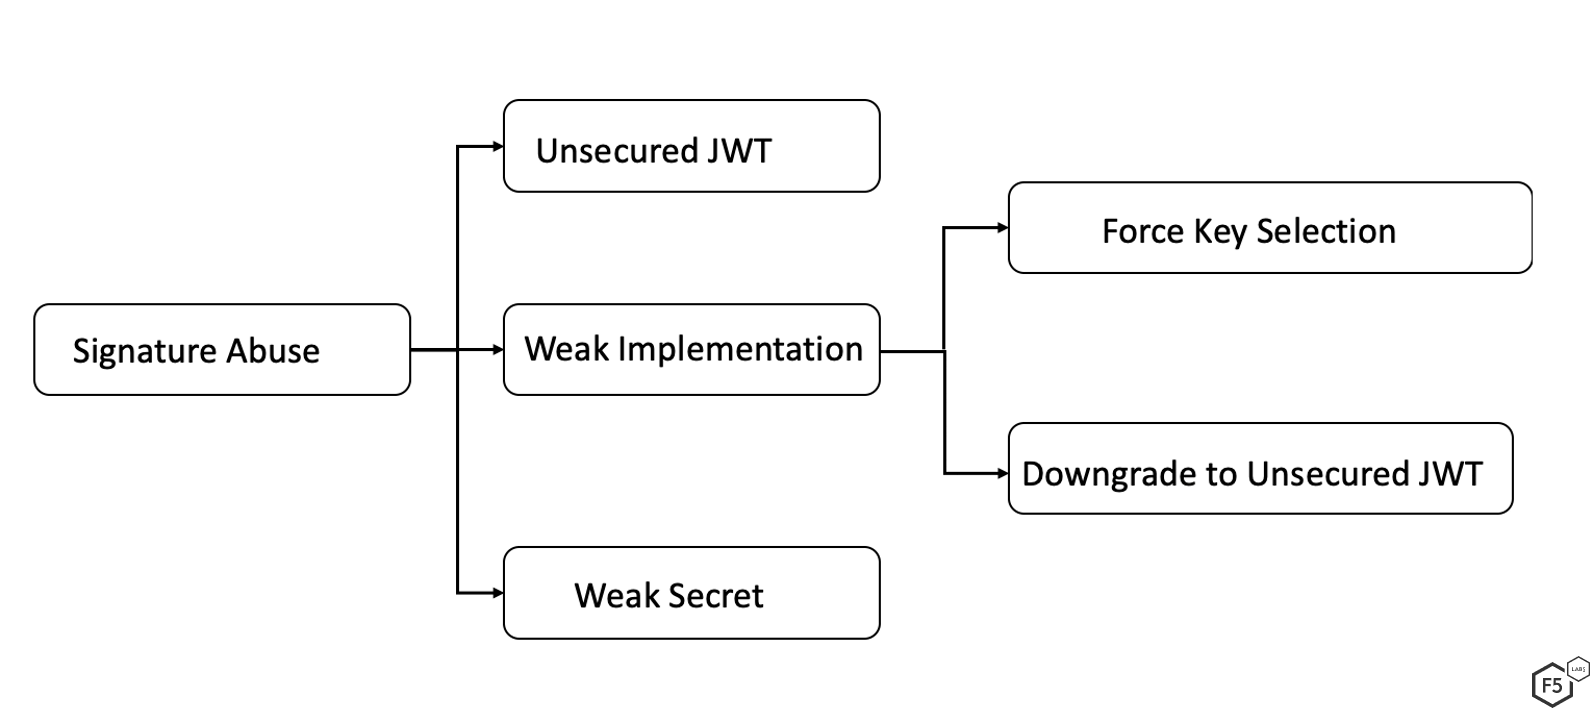 Unsecured JWT
Force Key Selection
Signature Abuse
Weak Implementation
Downgrade to Unsecured JWT
Weak Secret
LABS
F5